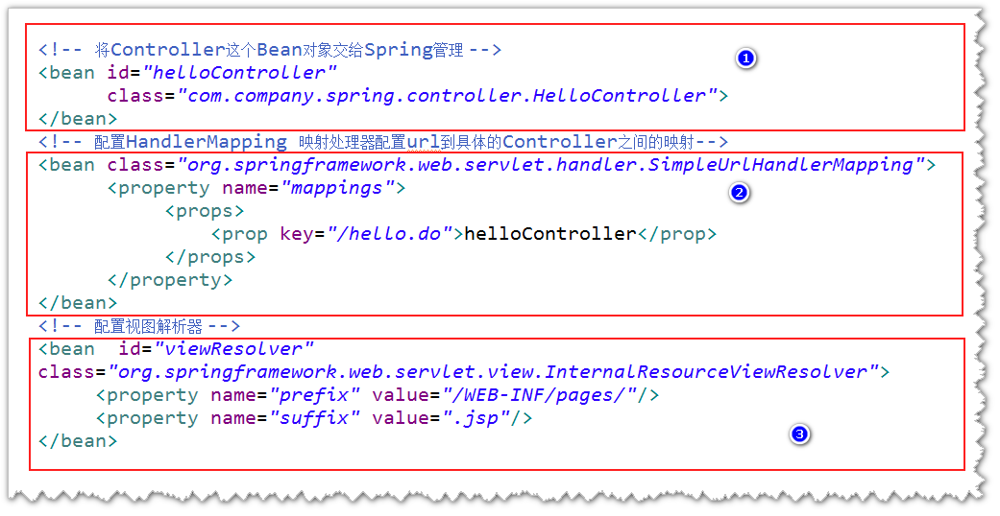 <!-- 将Controller这个Bean对象交给Spring管理 -->
1
<bean id="helloController"
class="com.company.spring.controller.HelloController">
</bean>
<!-- 配置HandlerMapping 映射处理器配置url到具体的Controller之间的映射-->
<bean class="org.springframework.web.servlet.handler.SimpleUrlHandlerMapping">
<property name="mappings">
2
<props>
<prop key="/hello.do">helloController</prop>
</props>
</property>
</bean>
<!-- 配置视图解析器 -->
<bean  id="viewResolver"
class="org.springframework.web.servlet.view.InternalResourceViewResolver">
<property name="prefix" value="/WEB-INF/pages/"/>
<property name="suffix" value=".jsp"/>
3
</bean>